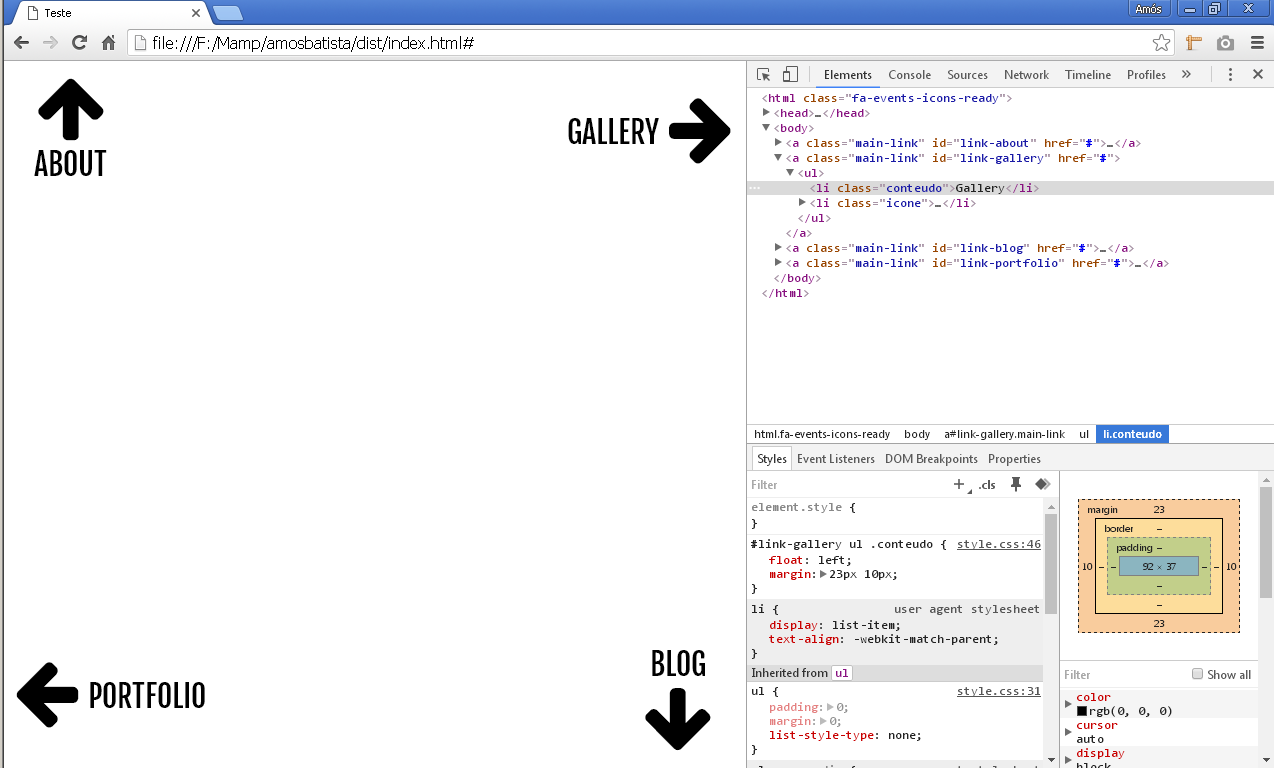 Teste
Amós
file:///F:/Mamp/amosbatista/dist/index.html#
ABOUT
GALLERY
PORTFOLIO
BLOG
Elements Console Sources Network Timeline Profiles »
<html class="fa-events-icons-ready">
<head>…</head>
<body>
<a class="main-link" id="link-about" href="#">…</a>
<a class="main-link" id="link-gallery" href="#">
<ul>
<li class="conteudo">Gallery</li>
<li class="icone">…</li>
</ul>
</a>
<a class="main-link" id="link-blog" href="#">…</a>
<a class="main-link" id="link-portfolio" href="#">…</a>
</body>
</html>
html.fa-events-icons-ready body a#link-gallery.main-link ul li.conteudo
Styles Event Listeners DOM Breakpoints Properties
Filter + .cls
element.style {
}
#link-gallery ul .conteudo { style.css:46
float: left;
margin: 23px 10px;
}
li { user agent stylesheet
display: list-item;
text-align: -webkit-match-parent;
}
Inherited from ul
ul { style.css:31
padding: 0;
margin: 0;
list-style-type: none;
}
margin 23
border –
padding –
10 – – 92 × 37 – – 10
–
–
23
Filter Show all
color
rgb(0, 0, 0)
cursor
auto
display
block